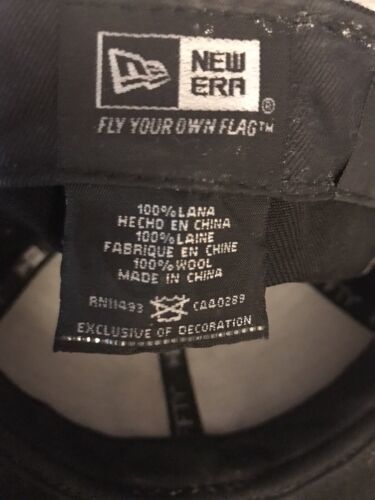 NEW
ERA®
FLY YOUR OWN FLAG™
100% LANA
HECHO EN CHINA
100% LAINE
FABRIQUE EN CHINE
100% WOOL
MADE IN CHINA
RN11493 CA40289
EXCLUSIVE OF DECORATION